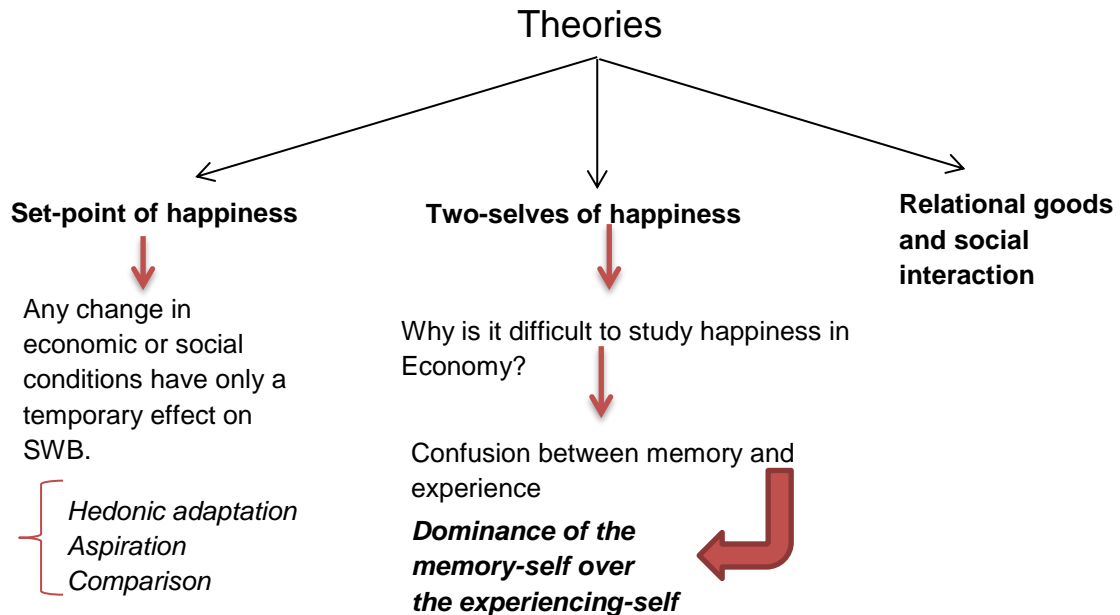 Theories
Set-point of happiness
Any change in
economic or social
conditions have only a
temporary effect on
SWB.
Hedonic adaptation
Aspiration
Comparison
Two-selves of happiness
Why is it difficult to study happiness in
Economy?
Confusion between memory and
experience
Dominance of the
memory-self over
the experiencing-self
Relational goods
and social
interaction